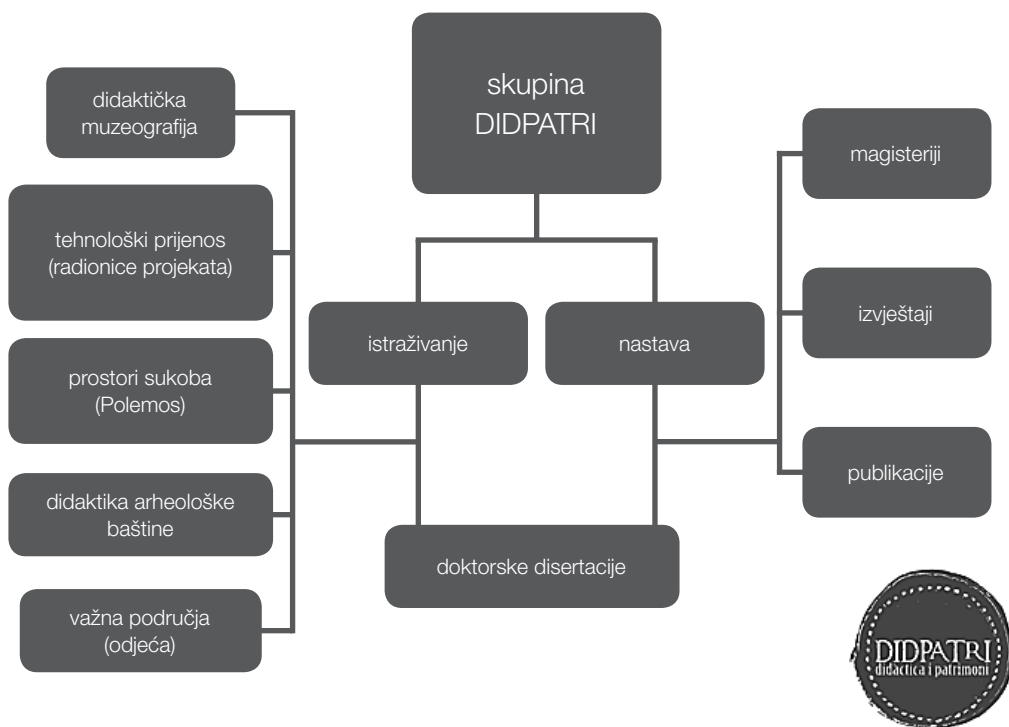 skupina
DIDPATRI
didaktička
muzeografija
tehnološki prijenos
(radionice projekata)
prostori sukoba
(Polemos)
didaktika arheološke
baštine
važna područja
(odjeća)
istraživanje
nastava
doktorske disertacije
magisteriji
izvještaji
publikacije
DIDPATRI
didàctica i patrimoni